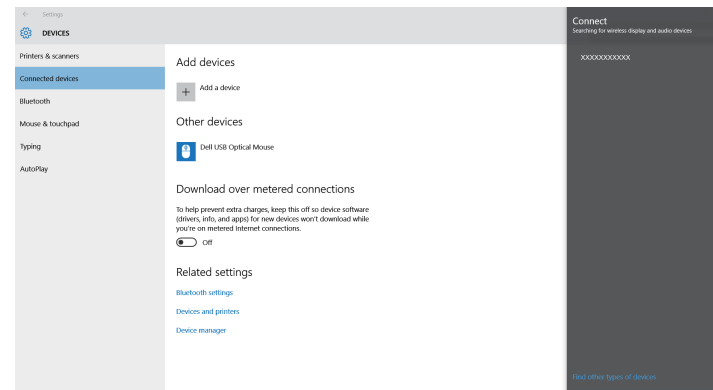 Settings
DEVICES
Printers & scanners
Connected devices
Bluetooth
Mouse & touchpad
Typing
AutoPlay
Add devices
Add a device
Other devices
Dell USB Optical Mouse
Download over metered connections
To help prevent extra charges, keep this off so device software
(drivers, info, and apps) for new devices won't download while
you're on metered Internet connections.
Off
Related settings
Bluetooth settings
Devices and printers
Device manager
Connect
Searching for wireless display and audio devices
XXXXXXXXXXX
Find other types of devices